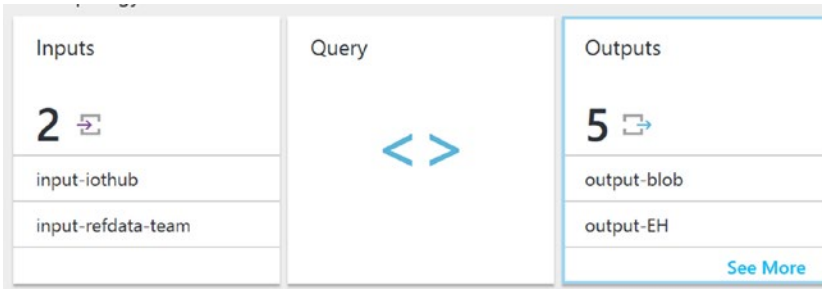 Inputs
2
input-iothub
input-refdata-team
Query
< >
Outputs
5
output-blob
output-EH
See More